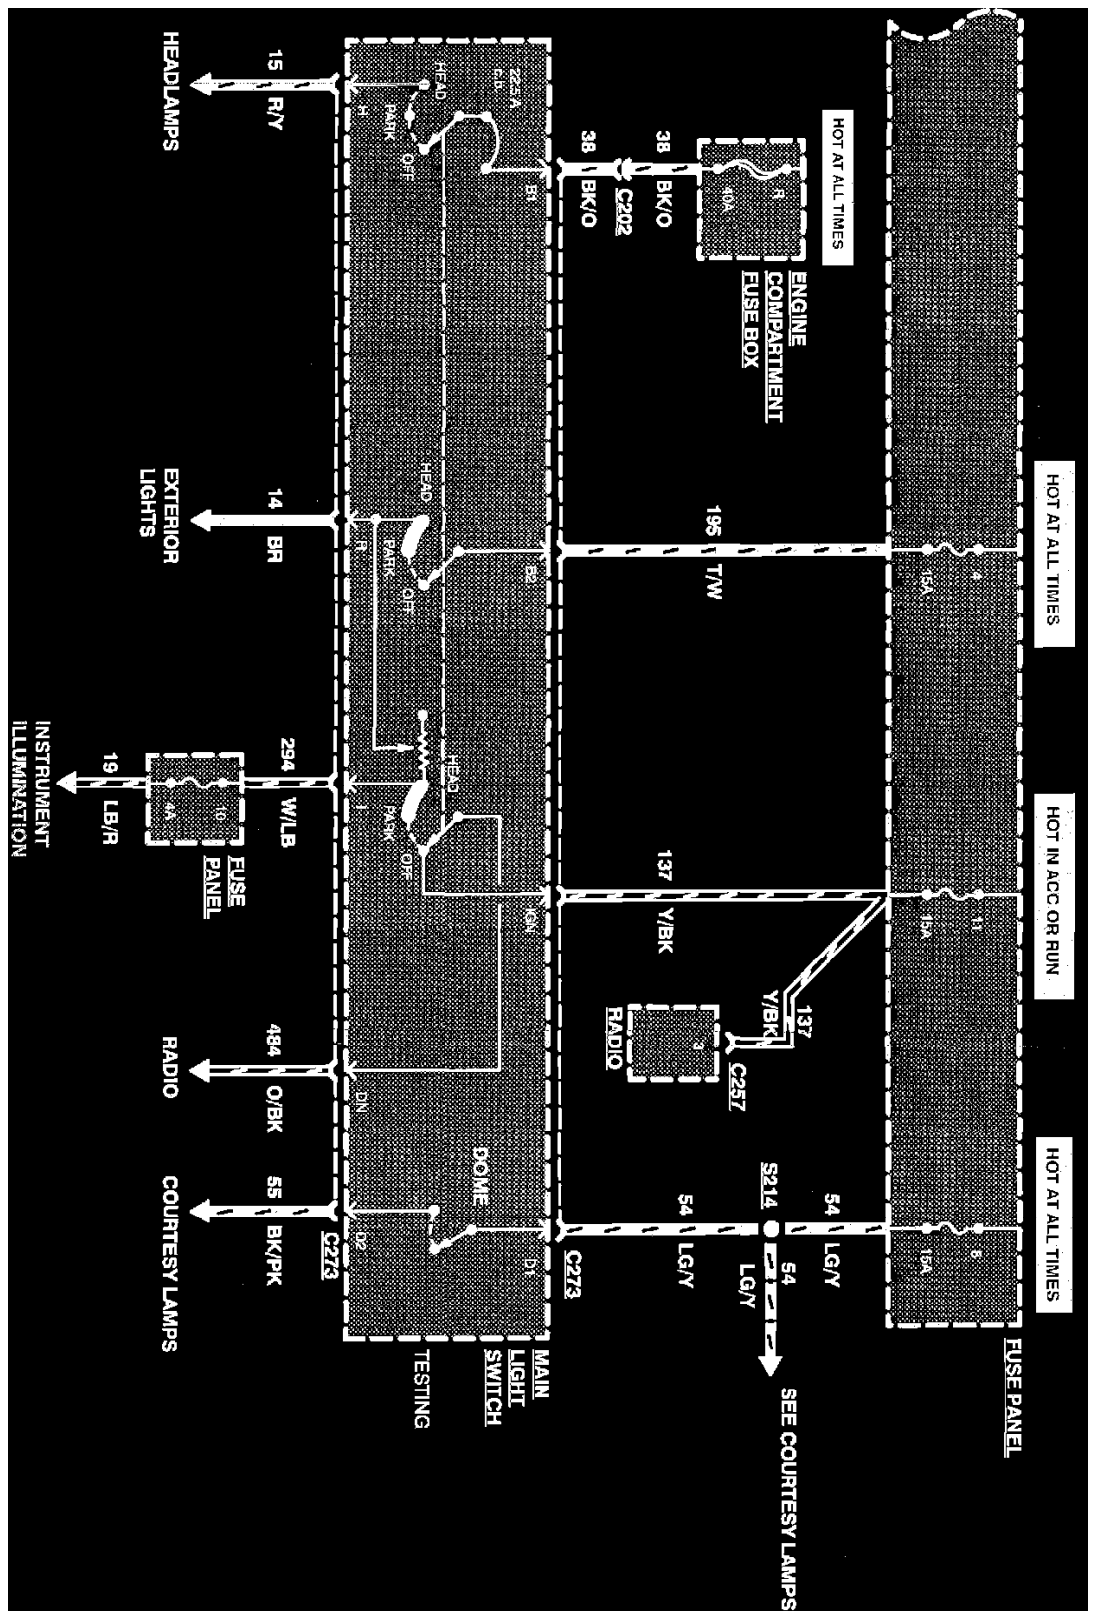 HOT AT ALL TIMES
HOT AT ALL TIMES
HOT IN ACC OR RUN
HOT AT ALL TIMES
FUSE PANEL
4
15A
11
15A
8
15A
R
40A
ENGINE
COMPARTMENT
FUSE BOX
38 BK/O
C202
38 BK/O
195 T/W
137 Y/BK
137
Y/BK
C257
3
RADIO
54 LG/Y
S214
54
LG/Y
SEE COURTESY LAMPS
54 LG/Y
C273
B1
B2
IGN
D1
MAIN
LIGHT
SWITCH
TESTING
22.5 A
c.b.
HEAD
PARK
OFF
HEAD
PARK
OFF
HEAD
PARK
OFF
DOME
H
R
I
DN
D2
C273
15 R/Y
HEADLAMPS
14 BR
EXTERIOR
LIGHTS
294 W/LB
10
4A
FUSE
PANEL
19 LB/R
INSTRUMENT
ILLUMINATION
484 O/BK
RADIO
55 BK/PK
COURTESY LAMPS